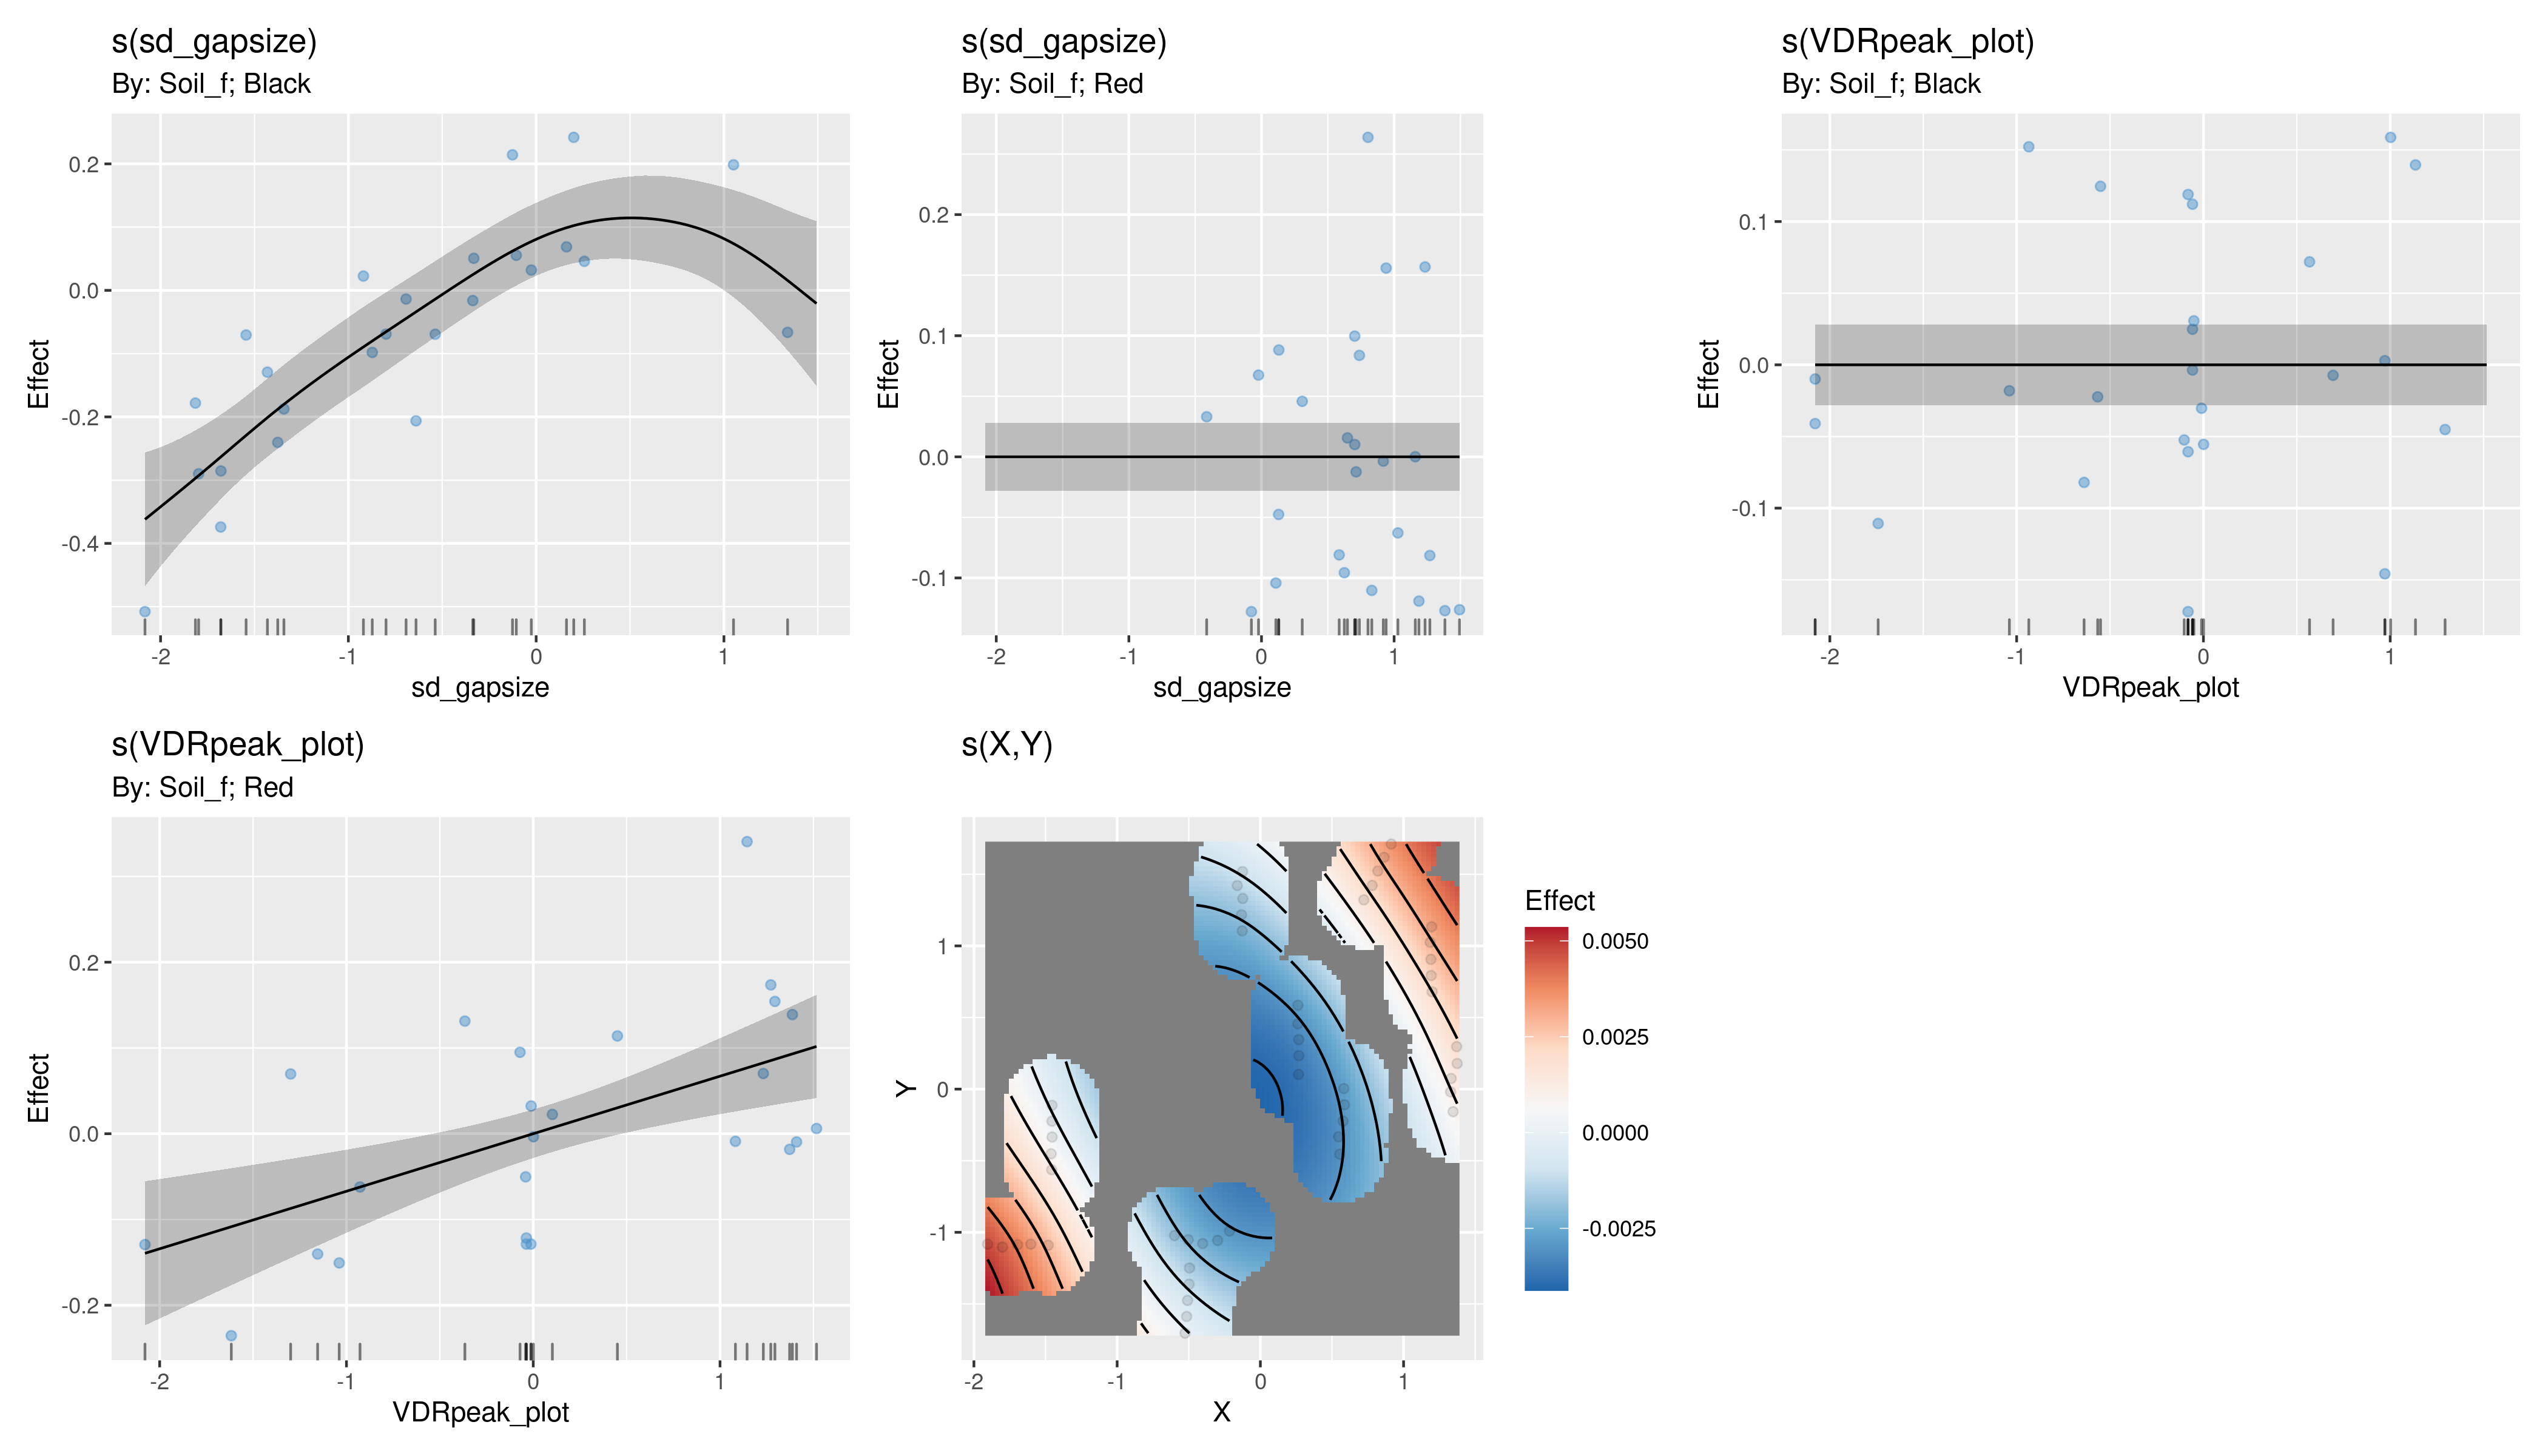 s(sd_gapsize)
By: Soil_f; Black
Effect
0.2
0.0
-0.2
-0.4
-2
-1
0
1
sd_gapsize
s(sd_gapsize)
By: Soil_f; Red
Effect
0.2
0.1
0.0
-0.1
-2
-1
0
1
sd_gapsize
s(VDRpeak_plot)
By: Soil_f; Black
Effect
0.1
0.0
-0.1
-2
-1
0
1
VDRpeak_plot
s(VDRpeak_plot)
By: Soil_f; Red
Effect
0.2
0.0
-0.2
-2
-1
0
1
VDRpeak_plot
s(X,Y)
Y
1
0
-1
-2
-1
0
1
X
Effect
0.0050
0.0025
0.0000
-0.0025